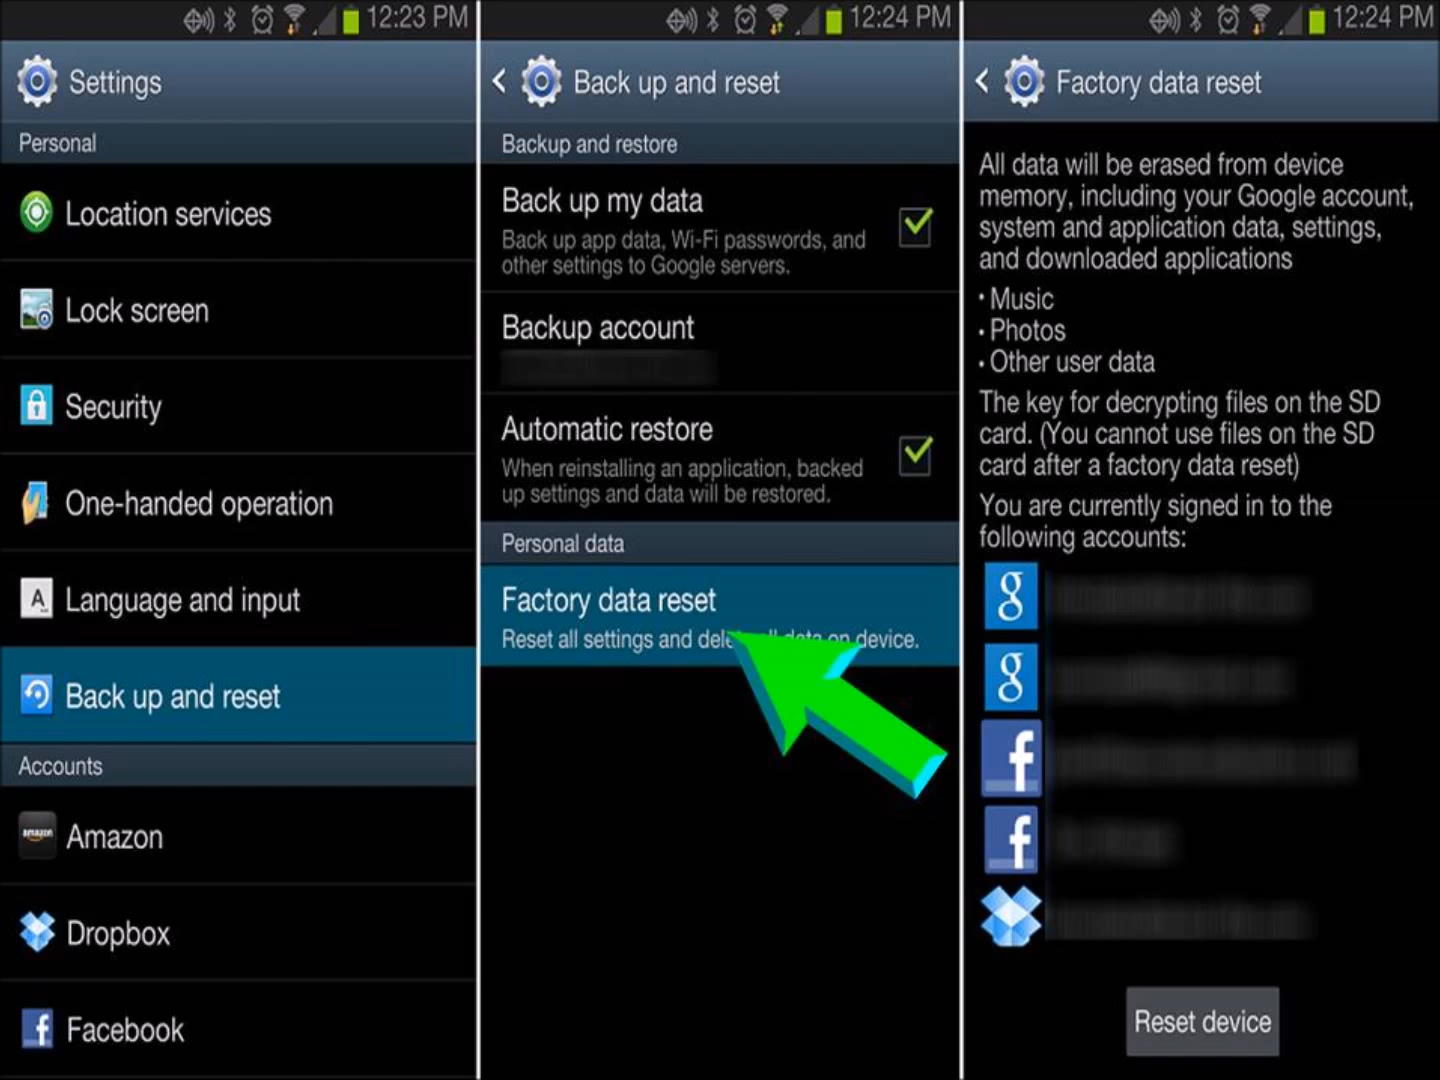 12:23 PM
Settings
Personal
Location services
Lock screen
Security
One-handed operation
A Language and input
Back up and reset
Accounts
amazon Amazon
Dropbox
f Facebook
12:24 PM
Back up and reset
Backup and restore
Back up my data
Back up app data, Wi-Fi passwords, and
other settings to Google servers.
Backup account
Automatic restore
When reinstalling an application, backed
up settings and data will be restored.
Personal data
Factory data reset
Reset all settings and data on device.
12:24 PM
Factory data reset
All data will be erased from device
memory, including your Google account,
system and application data, settings,
and downloaded applications
• Music
• Photos
• Other user data
The key for decrypting files on the SD
card. (You cannot use files on the SD
card after a factory data reset)
You are currently signed in to the
following accounts:
g
g
f
f
Reset device